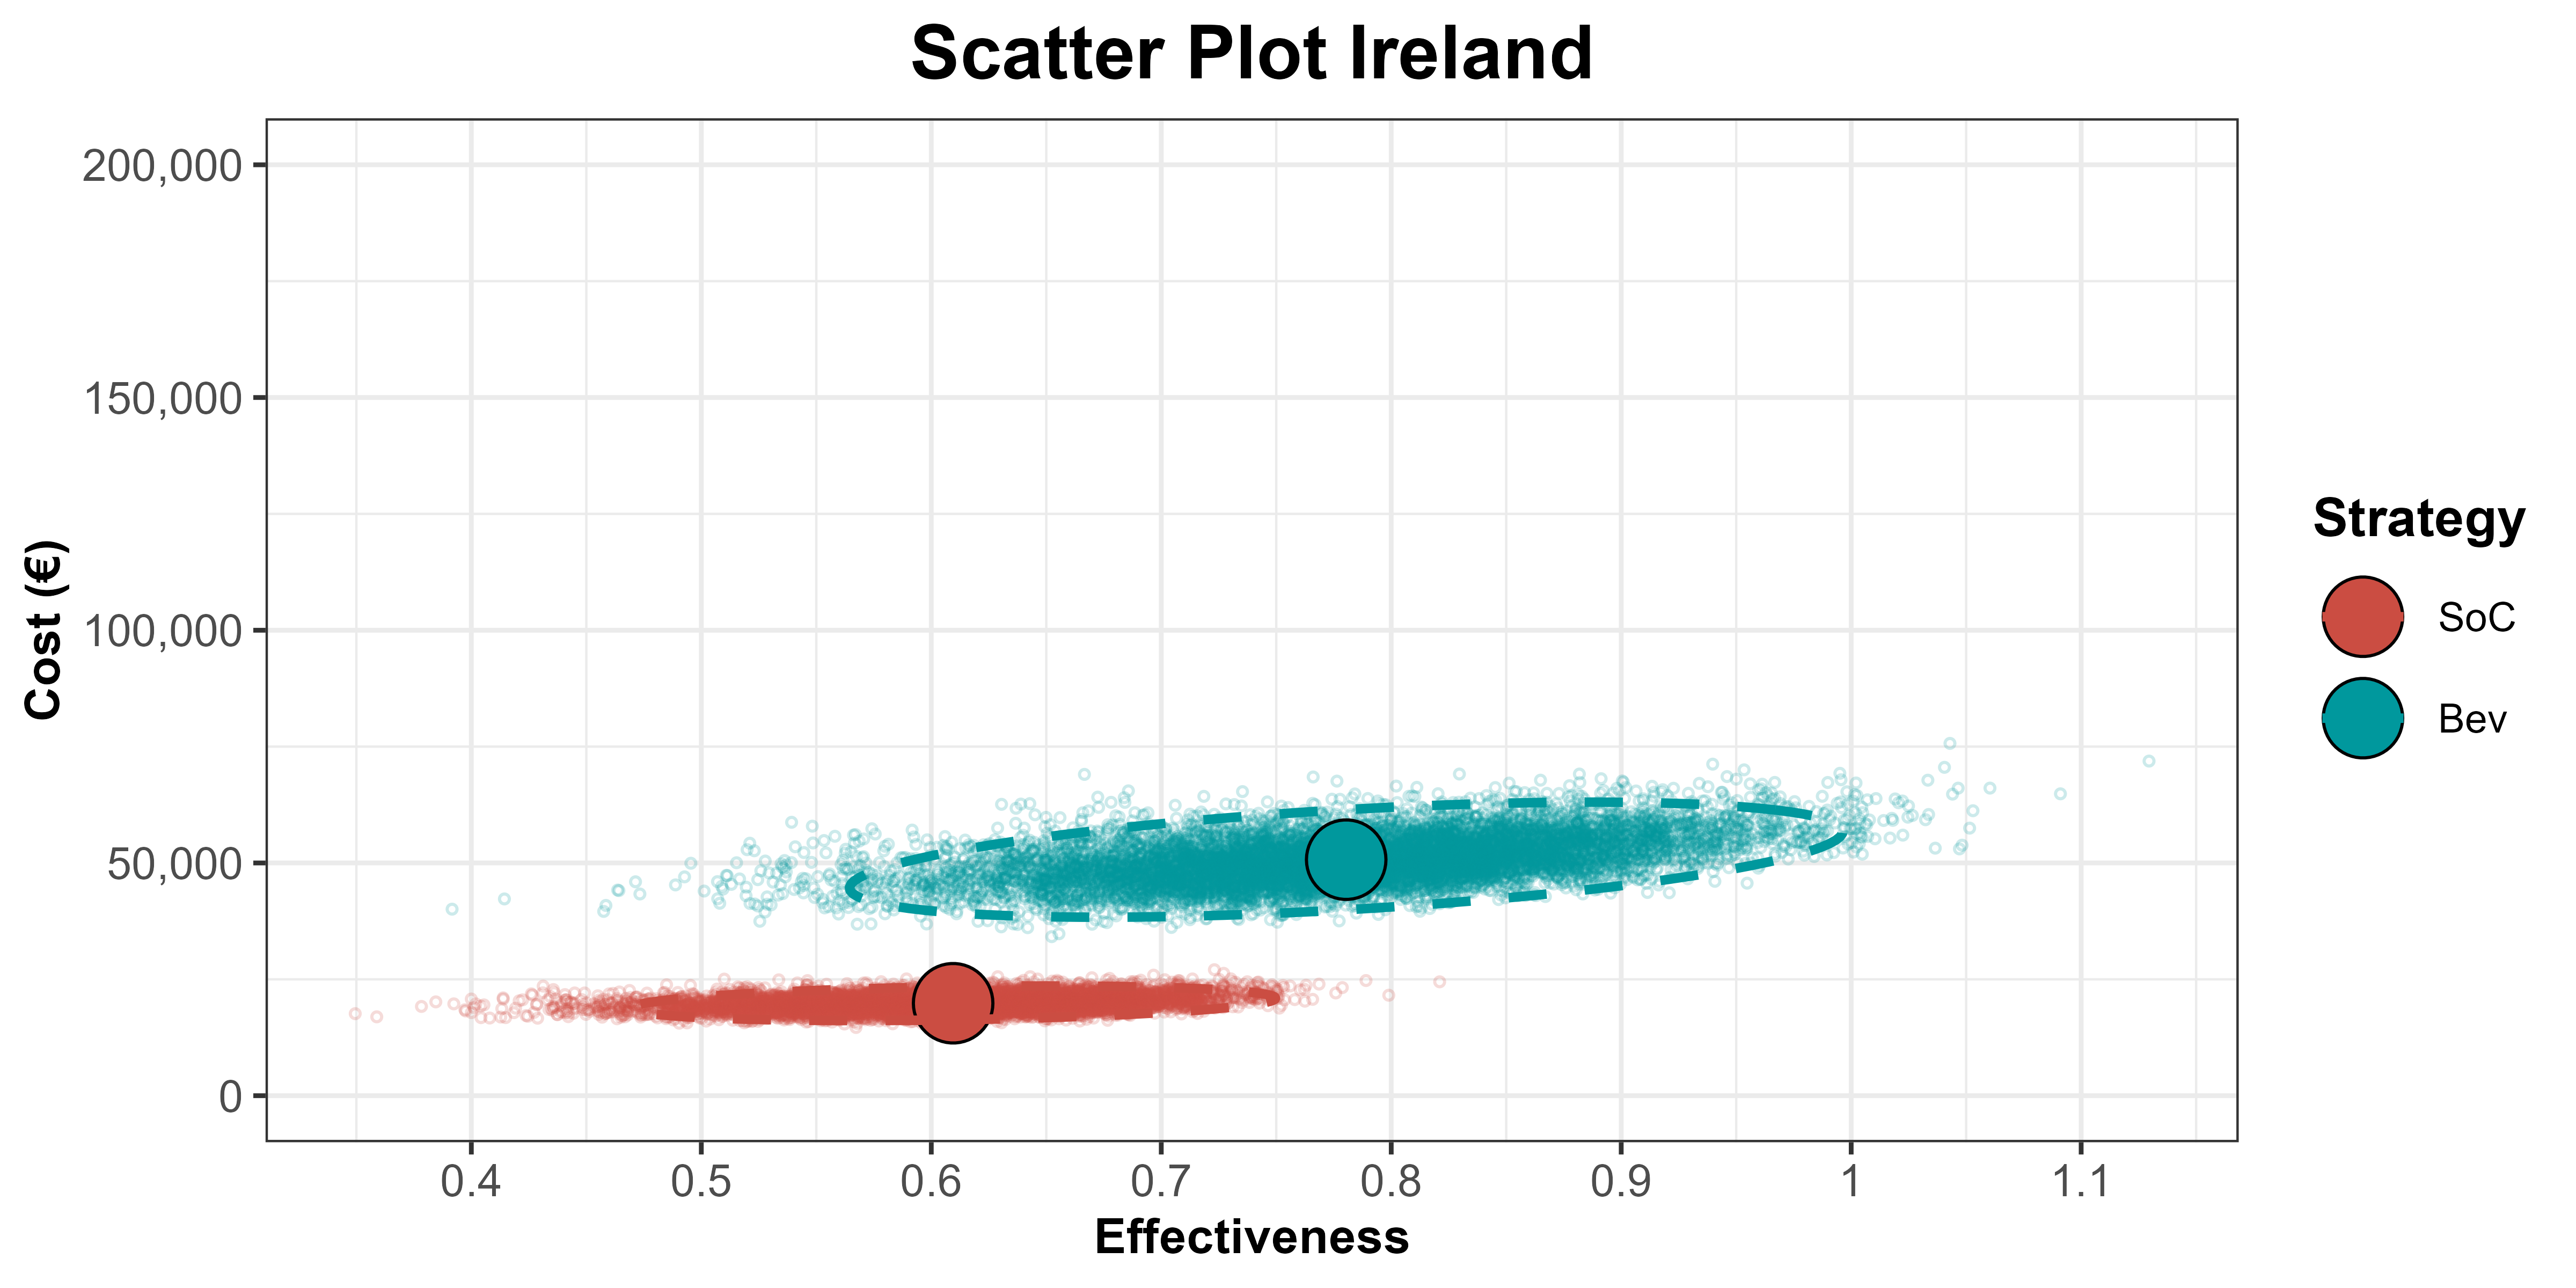 Scatter Plot Ireland
200,000
150,000
100,000
50,000
0
Cost (€)
0.4 0.5 0.6 0.7 0.8 0.9 1 1.1
Effectiveness
Strategy
SoC
Bev